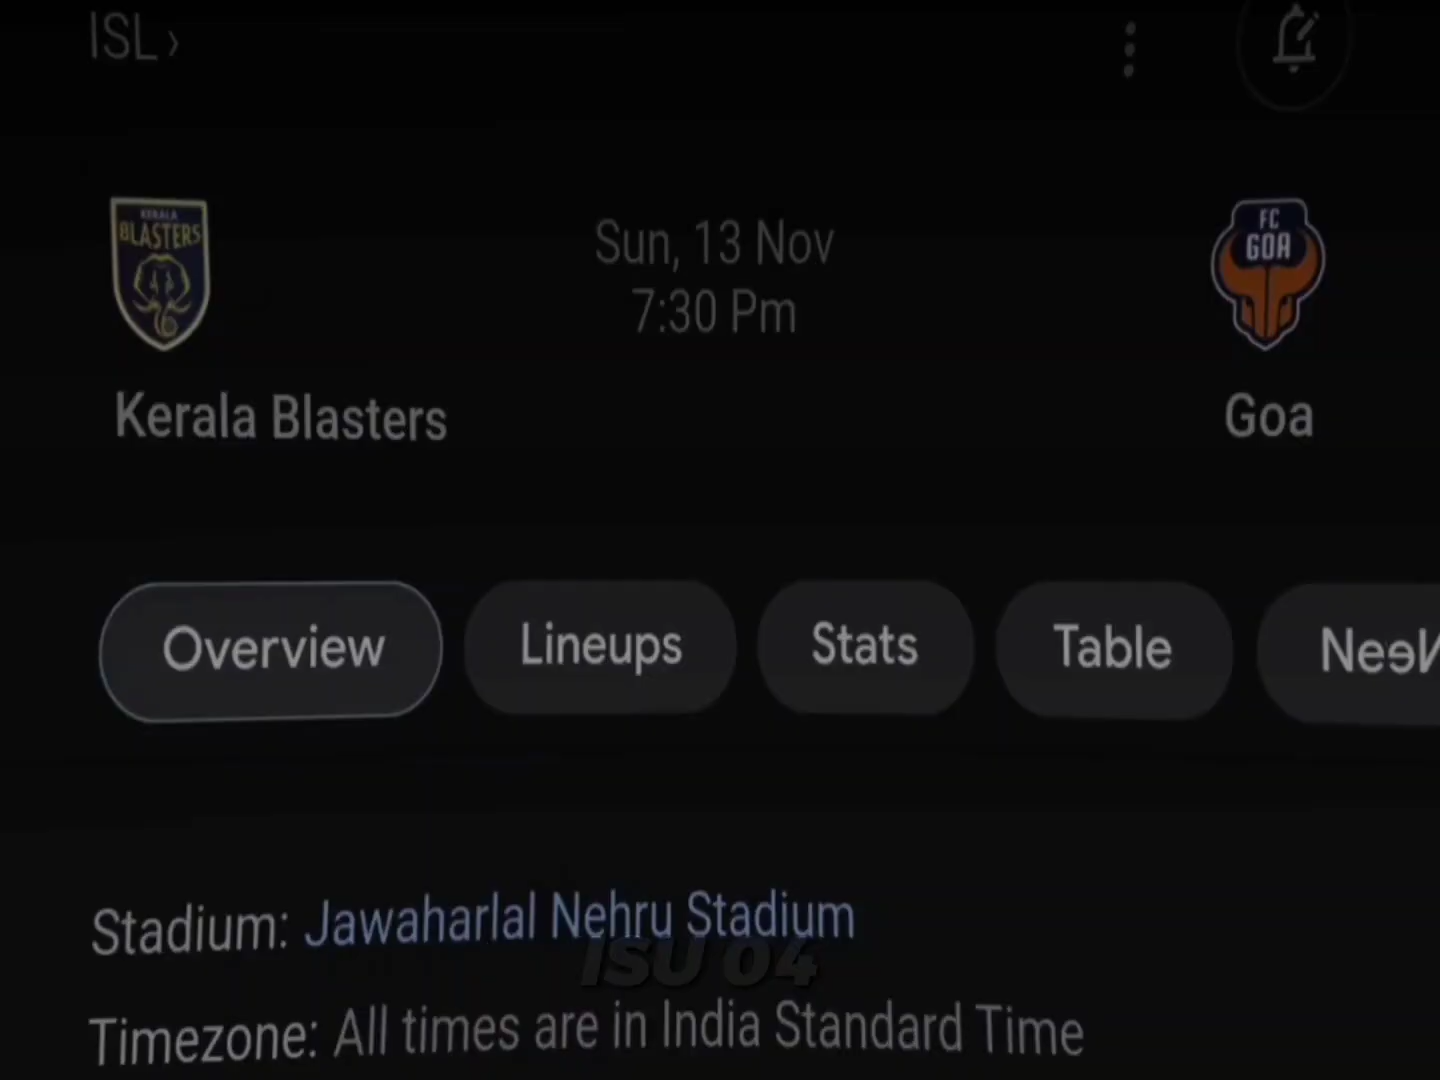 ISL ›
KERALA
BLASTERS
FC
GOA
Sun, 13 Nov
7:30 Pm
Kerala Blasters
Goa
Overview
Lineups
Stats
Table
Stadium: Jawaharlal Nehru Stadium
ISU 04
Timezone: All times are in India Standard Time